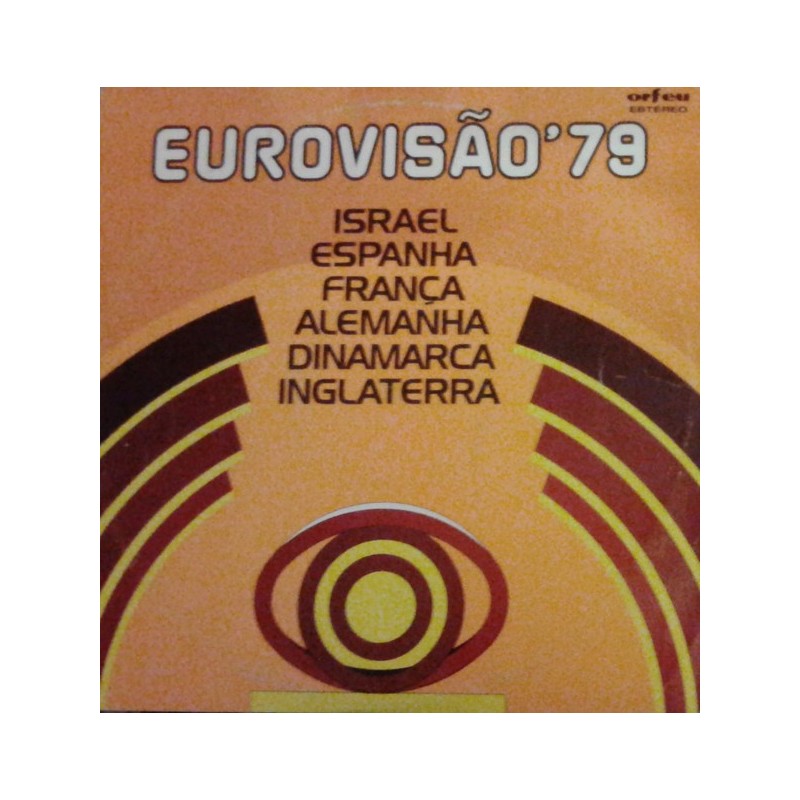 orfeu
ESTÉREO
EUROVISÃO'79
ISRAEL
ESPANHA
FRANÇA
ALEMANHA
DINAMARCA
INGLATERRA